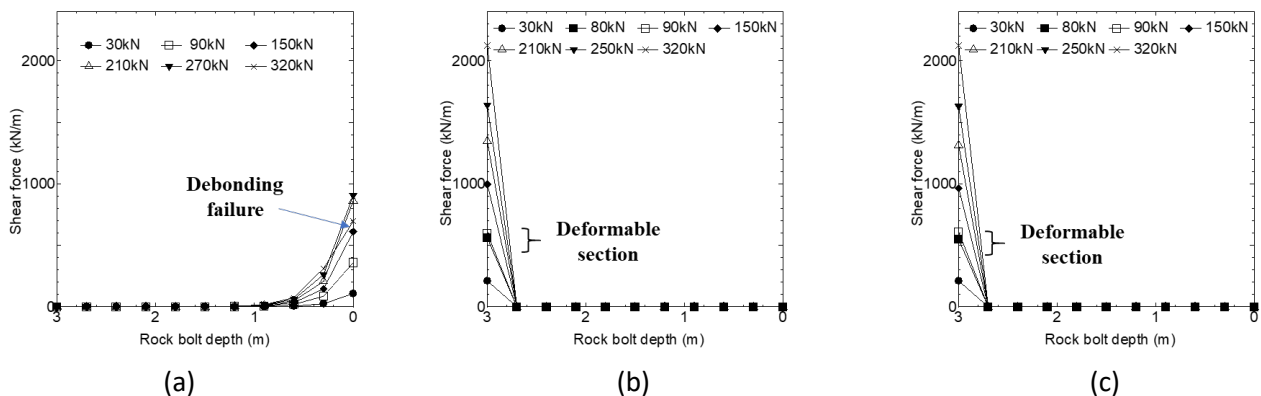 30kN 90kN 150kN
210kN 270kN 320kN
2000
1000
0
Shear force (kN/m)
Debonding
failure
3 2 1 0
Rock bolt depth (m)
(a)
30kN 80kN 90kN 150kN
210kN 250kN 320kN
2000
1000
0
Shear force (kN/m)
Deformable
section
3 2 1 0
Rock bolt depth (m)
(b)
30kN 80kN 90kN 150kN
210kN 250kN 320kN
2000
1000
0
Shear force (kN/m)
Deformable
section
3 2 1 0
Rock bolt depth (m)
(c)